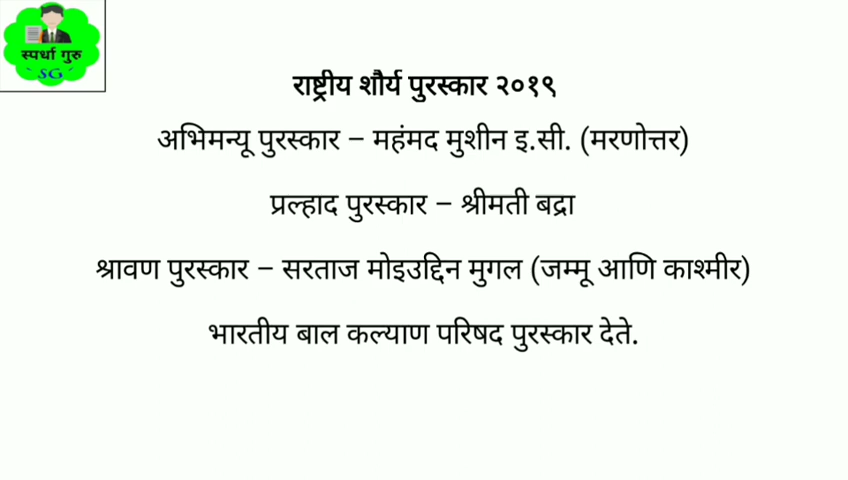 स्पर्धा गुरु
SG
राष्ट्रीय शौर्य पुरस्कार २०१९
अभिमन्यू पुरस्कार – महंमद मुशीन इ.सी. (मरणोत्तर)
प्रल्हाद पुरस्कार – श्रीमती बद्रा
श्रावण पुरस्कार – सरताज मोइउद्दिन मुगल (जम्मू आणि काश्मीर)
भारतीय बाल कल्याण परिषद पुरस्कार देते.